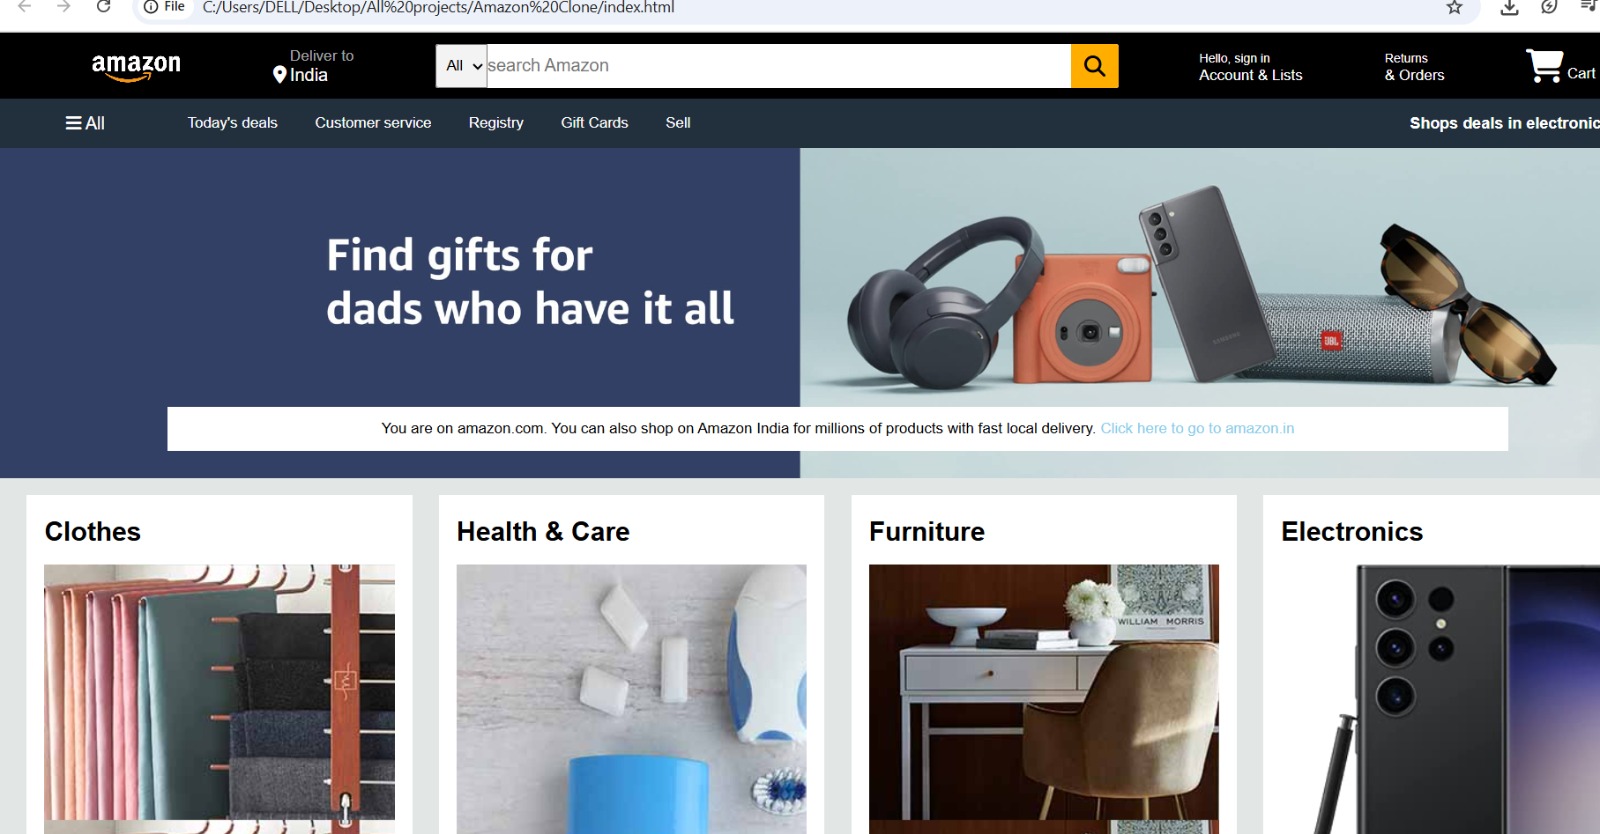 File C:/Users/DELL/Desktop/All%20projects/Amazon%20Clone/index.html
amazon
Deliver to
India
All
search Amazon
Hello, sign in
Account & Lists
Returns
& Orders
Cart
All
Today's deals
Customer service
Registry
Gift Cards
Sell
Shops deals in electronic
Find gifts for
dads who have it all
SAMSUNG
JBL
You are on amazon.com. You can also shop on Amazon India for millions of products with fast local delivery. Click here to go to amazon.in
Clothes
Health & Care
Furniture
Electronics
WILLIAM MORRIS